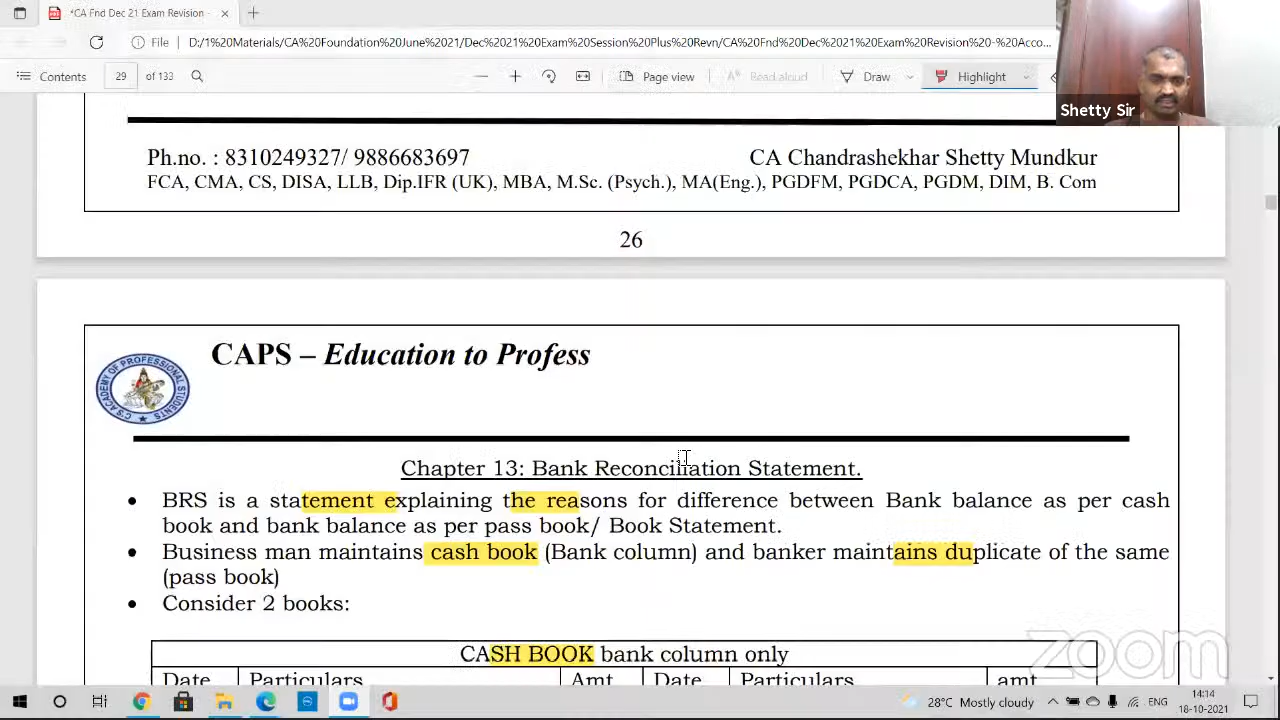 *CA Fnd Dec 21 Exam Revision -
File
D:/1%20Materials/CA%20Foundation%20June%2021/Dec%2021%20Exam%20Session%20Plus%20Revn/CA%20Fnd%20Dec%2021%20Exam%20Revision%20-%20Acco...
Contents 29 of 133 Page view Read aloud Draw Highlight
Shetty Sir
Ph.no. : 8310249327/ 9886683697 CA Chandrashekhar Shetty Mundkur
FCA, CMA, CS, DISA, LLB, Dip.IFR (UK), MBA, M.Sc. (Psych.), MA(Eng.), PGDFM, PGDCA, PGDM, DIM, B. Com
26
CAPS – Education to Profess
C'S ACADEMY OF PROFESSIONAL STUDENTS
Chapter 13: Bank Reconciliation Statement.
• BRS is a statement explaining the reasons for difference between Bank balance as per cash
book and bank balance as per pass book/ Book Statement.
• Business man maintains cash book (Bank column) and banker maintains duplicate of the same
(pass book)
• Consider 2 books:
CASH BOOK bank column only
Date Particulars Amt Date Particulars amt
zoom
28°C Mostly cloudy ENG 14:14
18-10-2021